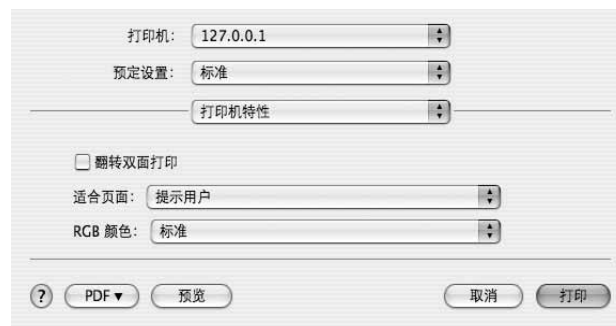 打印机： 127.0.0.1
预定设置： 标准
打印机特性
翻转双面打印
适合页面： 提示用户
RGB 颜色： 标准
? PDF▼ 预览 取消 打印